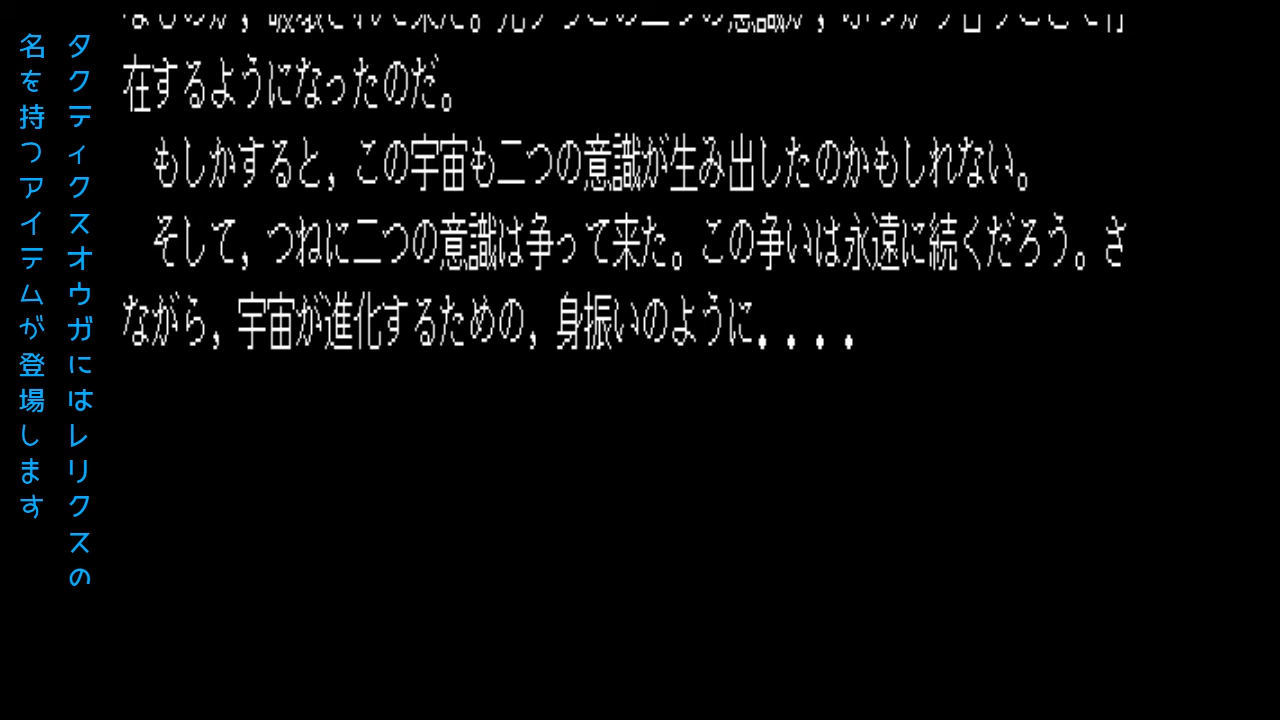 在するようになったのだ。
もしかすると，この宇宙も二つの意識が生み出したのかもしれない。
そして，つねに二つの意識は争って来た。この争いは永遠に続くだろう。さ
ながら，宇宙が進化するための，身振いのように．．．．
タクティクスオウガにはレリクスの
名を持つアイテムが登場します